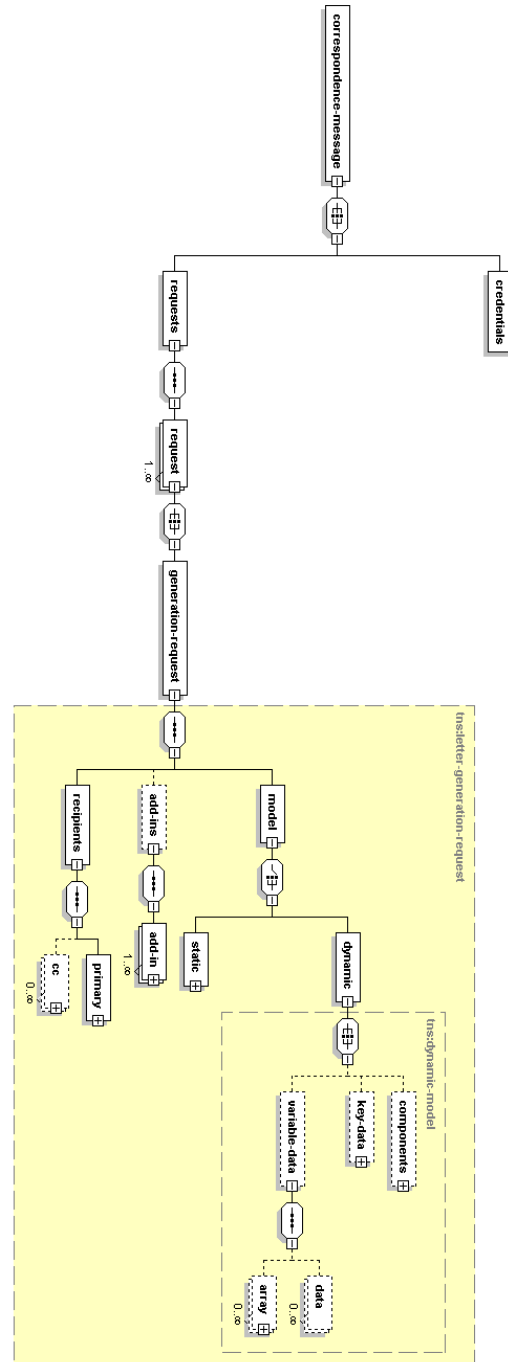 correspondence-message
credentials
requests
request
1..∞
generation-request
tns:letter-generation-request
model
dynamic
tns:dynamic-model
components
key-data
variable-data
data
0..∞
array
0..∞
static
add-ins
add-in
1..∞
recipients
primary
cc
0..∞